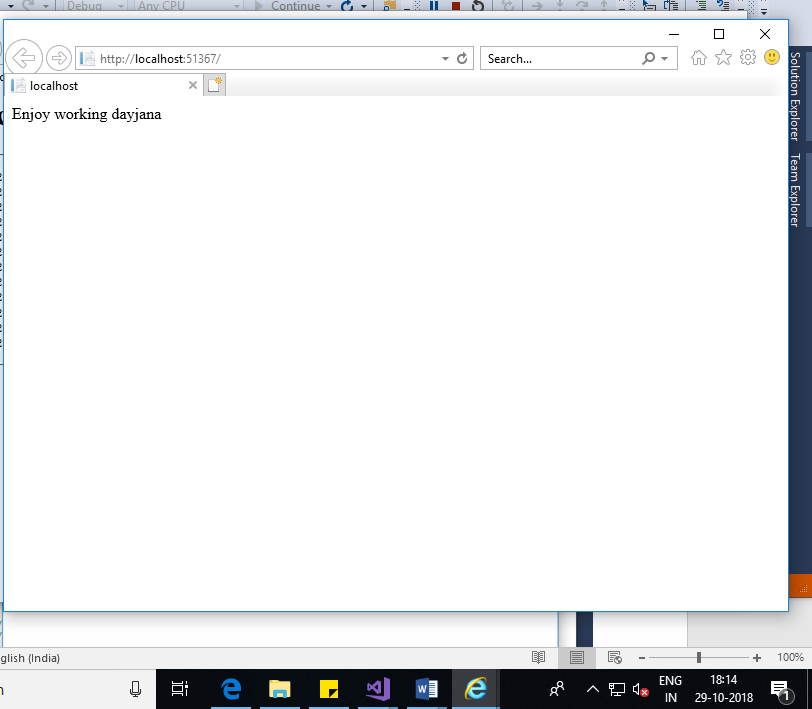 Debug
Any CPU
Continue
http://localhost:51367/
Search...
localhost
Enjoy working dayjana
Solution Explorer
Team Explorer
glish (India)
100%
ENG
IN
18:14
29-10-2018
1